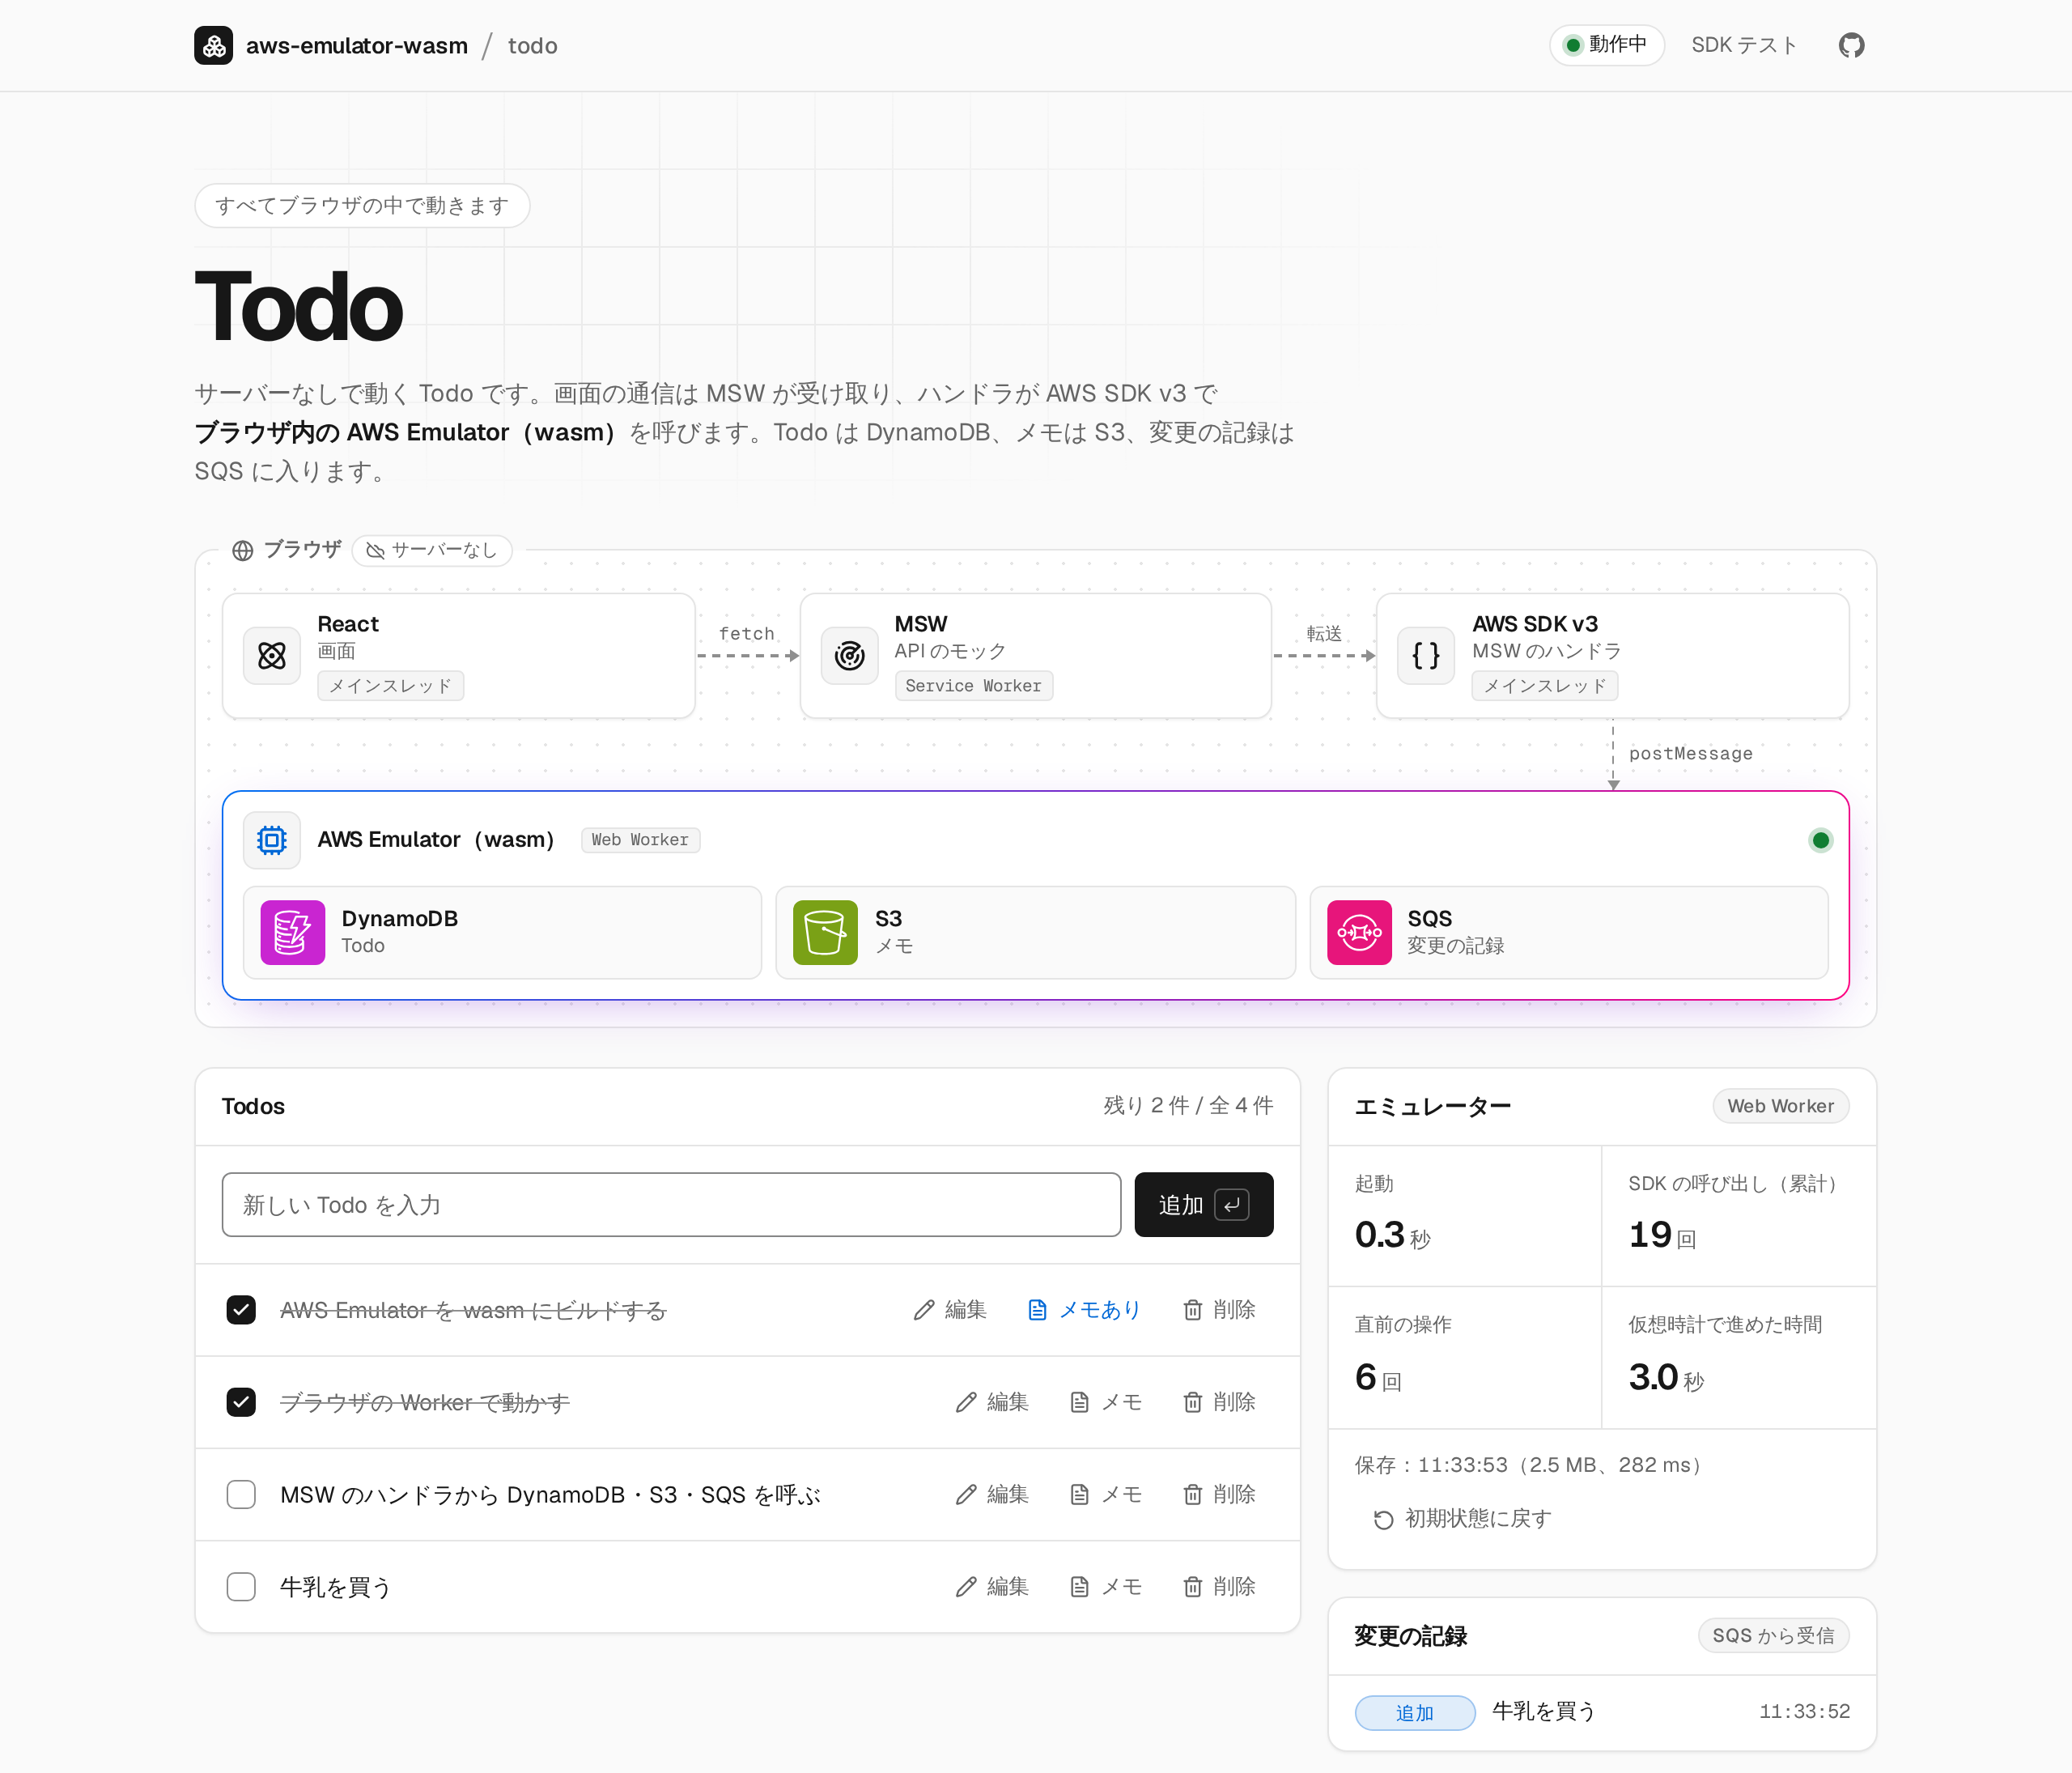 aws-emulator-wasm / todo
動作中
SDK テスト
すべてブラウザの中で動きます
Todo
サーバーなしで動く Todo です。画面の通信は MSW が受け取り、ハンドラが AWS SDK v3 で
ブラウザ内の AWS Emulator（wasm）を呼びます。Todo は DynamoDB、メモは S3、変更の記録は
SQS に入ります。
ブラウザ
サーバーなし
React
画面
メインスレッド
fetch
MSW
API のモック
Service Worker
転送
AWS SDK v3
MSW のハンドラ
メインスレッド
postMessage
AWS Emulator（wasm）
Web Worker
DynamoDB
Todo
S3
メモ
SQS
変更の記録
Todos
残り 2 件 / 全 4 件
新しい Todo を入力
追加
AWS Emulator を wasm にビルドする
編集
メモあり
削除
ブラウザの Worker で動かす
編集
メモ
削除
MSW のハンドラから DynamoDB・S3・SQS を呼ぶ
編集
メモ
削除
牛乳を買う
編集
メモ
削除
エミュレーター
Web Worker
起動
0.3 秒
SDK の呼び出し（累計）
19 回
直前の操作
6 回
仮想時計で進めた時間
3.0 秒
保存：11:33:53（2.5 MB、282 ms）
初期状態に戻す
変更の記録
SQS から受信
追加
牛乳を買う
11:33:52